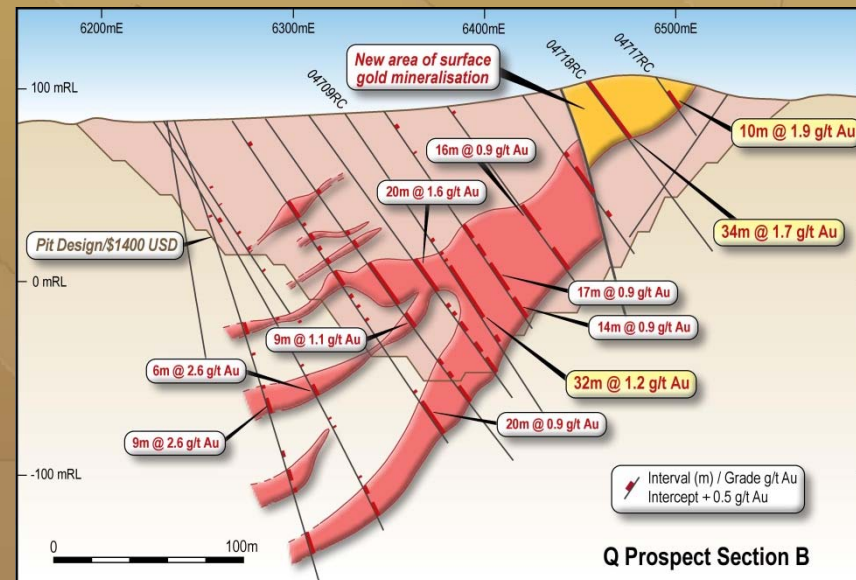 6200mE
6300mE
6400mE
6500mE
04709RC
04718RC
04717RC
New area of surface
gold mineralisation
100 mRL
10m @ 1.9 g/t Au
16m @ 0.9 g/t Au
20m @ 1.6 g/t Au
34m @ 1.7 g/t Au
Pit Design/$1400 USD
0 mRL
17m @ 0.9 g/t Au
14m @ 0.9 g/t Au
9m @ 1.1 g/t Au
6m @ 2.6 g/t Au
32m @ 1.2 g/t Au
9m @ 2.6 g/t Au
20m @ 0.9 g/t Au
-100 mRL
Interval (m) / Grade g/t Au
Intercept + 0.5 g/t Au
0
100m
Q Prospect Section B